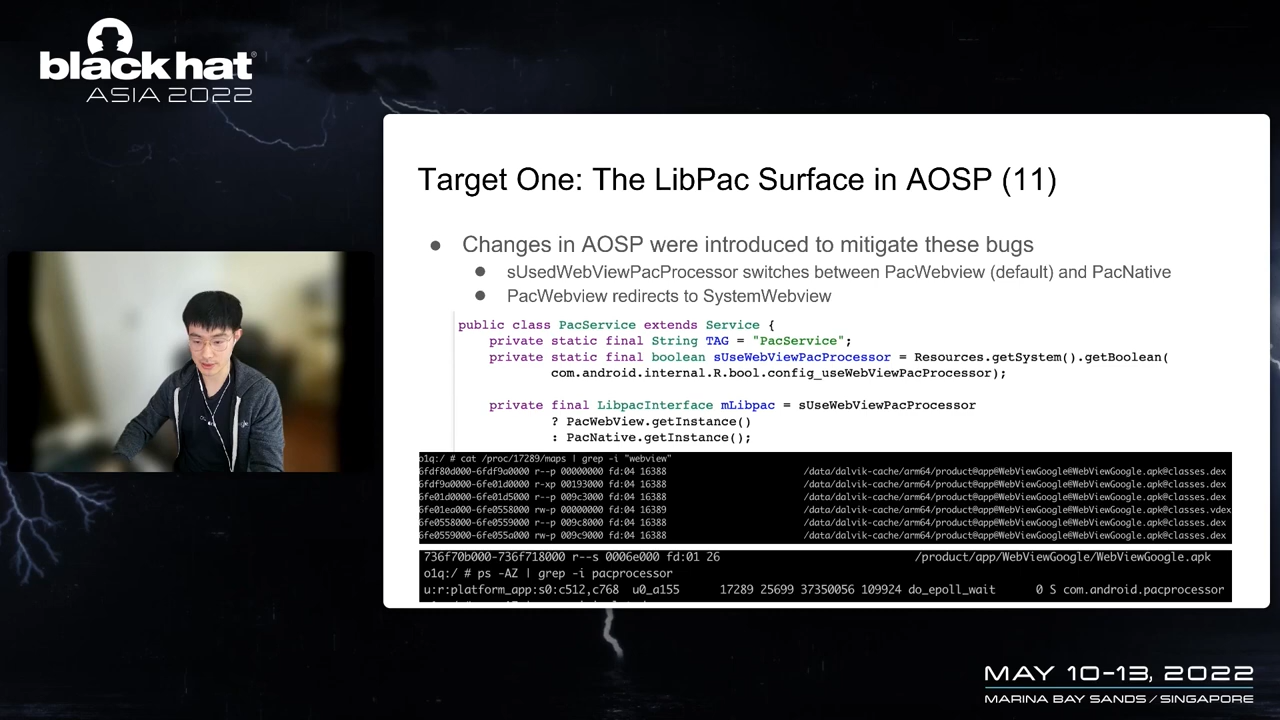 black hat®
ASIA 2022
Target One: The LibPac Surface in AOSP (11)
● Changes in AOSP were introduced to mitigate these bugs
● sUsedWebViewPacProcessor switches between PacWebview (default) and PacNative
● PacWebview redirects to SystemWebview
public class PacService extends Service {
private static final String TAG = "PacService";
private static final boolean sUseWebViewPacProcessor = Resources.getSystem().getBoolean(
com.android.internal.R.bool.config_useWebViewPacProcessor);
private final LibpacInterface mLibpac = sUseWebViewPacProcessor
? PacWebView.getInstance()
: PacNative.getInstance();
o1q:/ # cat /proc/17289/maps | grep -i "webview"
6fdf80d000-6fdf9a0000 r--p 00000000 fd:04 16388 /data/dalvik-cache/arm64/product@app@WebViewGoogle@WebViewGoogle.apk@classes.dex
6fdf9a0000-6fe01d0000 r-xp 00193000 fd:04 16388 /data/dalvik-cache/arm64/product@app@WebViewGoogle@WebViewGoogle.apk@classes.dex
6fe01d0000-6fe01d5000 r--p 009c3000 fd:04 16388 /data/dalvik-cache/arm64/product@app@WebViewGoogle@WebViewGoogle.apk@classes.dex
6fe01ea000-6fe0558000 rw-p 00000000 fd:04 16389 /data/dalvik-cache/arm64/product@app@WebViewGoogle@WebViewGoogle.apk@classes.vdex
6fe0558000-6fe0559000 r--p 009c8000 fd:04 16388 /data/dalvik-cache/arm64/product@app@WebViewGoogle@WebViewGoogle.apk@classes.dex
6fe0559000-6fe055a000 rw-p 009c9000 fd:04 16388 /data/dalvik-cache/arm64/product@app@WebViewGoogle@WebViewGoogle.apk@classes.dex
736f70b000-736f718000 r--s 0006e000 fd:01 26 /product/app/WebViewGoogle/WebViewGoogle.apk
o1q:/ # ps -AZ | grep -i pacprocessor
u:r:platform_app:s0:c512,c768 u0_a155 17289 25699 37350056 109924 do_epoll_wait 0 S com.android.pacprocessor
MAY 10-13, 2022
MARINA BAY SANDS / SINGAPORE